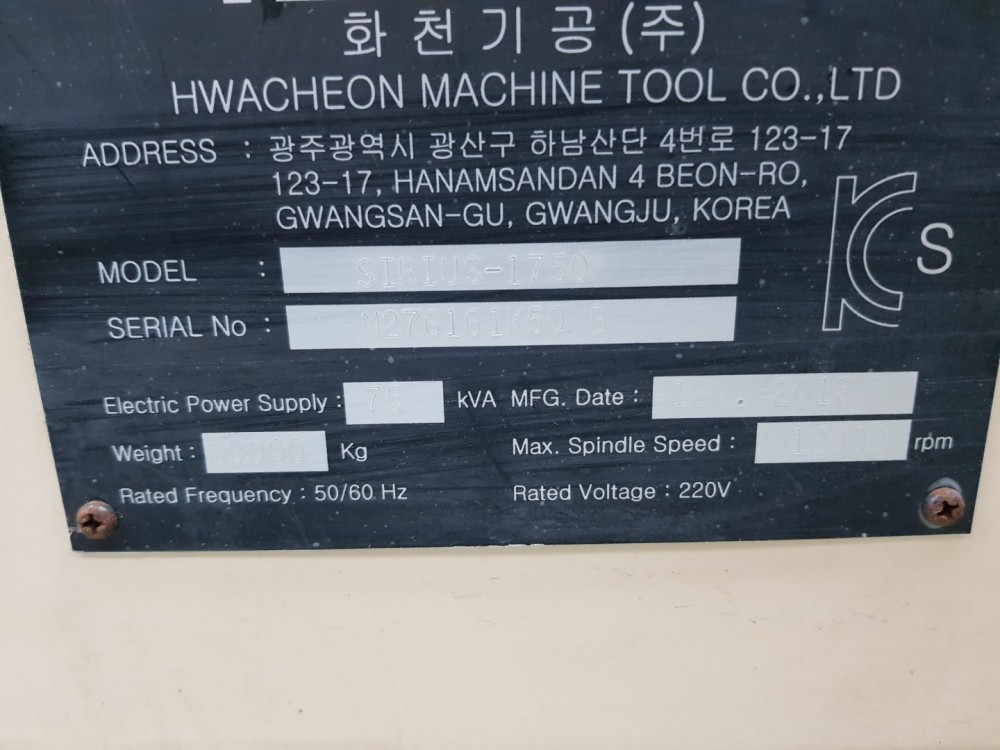 화천기공(주)
HWACHEON MACHINE TOOL CO.,LTD
ADDRESS : 광주광역시 광산구 하남산단 4번로 123-17
123-17, HANAMSANDAN 4 BEON-RO,
GWANGSAN-GU, GWANGJU, KOREA
MODEL : SIRIUS-1750
SERIAL No :
KC S
Electric Power Supply : 75 kVA MFG. Date : 12 .
Weight : Kg Max. Spindle Speed : rpm
Rated Frequency : 50/60 Hz Rated Voltage : 220V